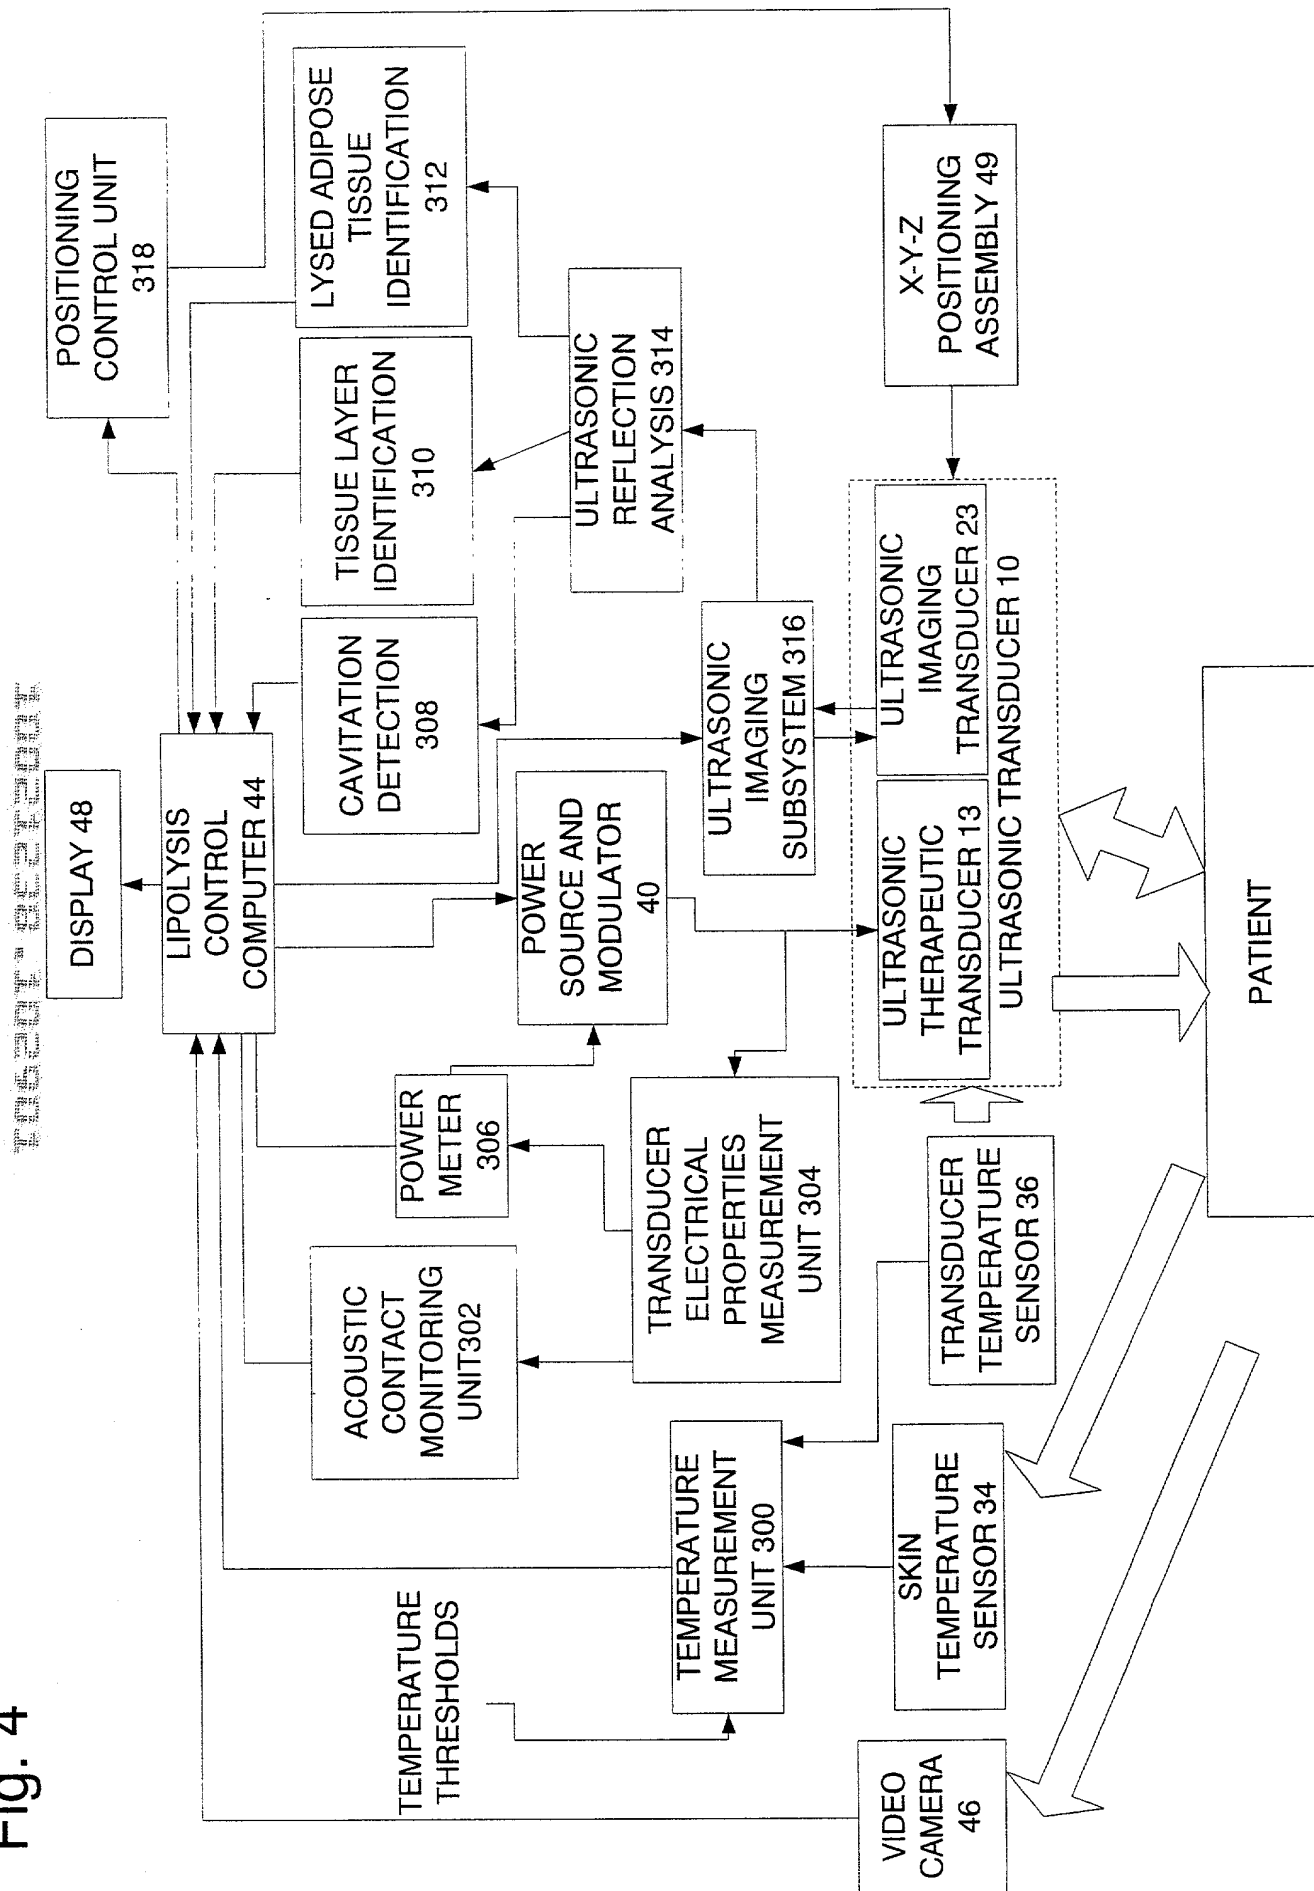 Fig. 4
DISPLAY 48
POSITIONING
CONTROL UNIT
318
LIPOLYSIS
CONTROL
COMPUTER 44
TEMPERATURE
THRESHOLDS
ACOUSTIC
CONTACT
MONITORING
UNIT302
POWER
METER
306
CAVITATION
DETECTION
308
TISSUE LAYER
IDENTIFICATION
310
LYSED ADIPOSE
TISSUE
IDENTIFICATION
312
POWER
SOURCE AND
MODULATOR
40
ULTRASONIC
REFLECTION
ANALYSIS 314
TEMPERATURE
MEASUREMENT
UNIT 300
TRANSDUCER
ELECTRICAL
PROPERTIES
MEASUREMENT
UNIT 304
ULTRASONIC
IMAGING
SUBSYSTEM 316
VIDEO
CAMERA
46
SKIN
TEMPERATURE
SENSOR 34
TRANSDUCER
TEMPERATURE
SENSOR 36
ULTRASONIC
THERAPEUTIC
TRANSDUCER 13
ULTRASONIC
IMAGING
TRANSDUCER 23
ULTRASONIC TRANSDUCER 10
X-Y-Z
POSITIONING
ASSEMBLY 49
PATIENT